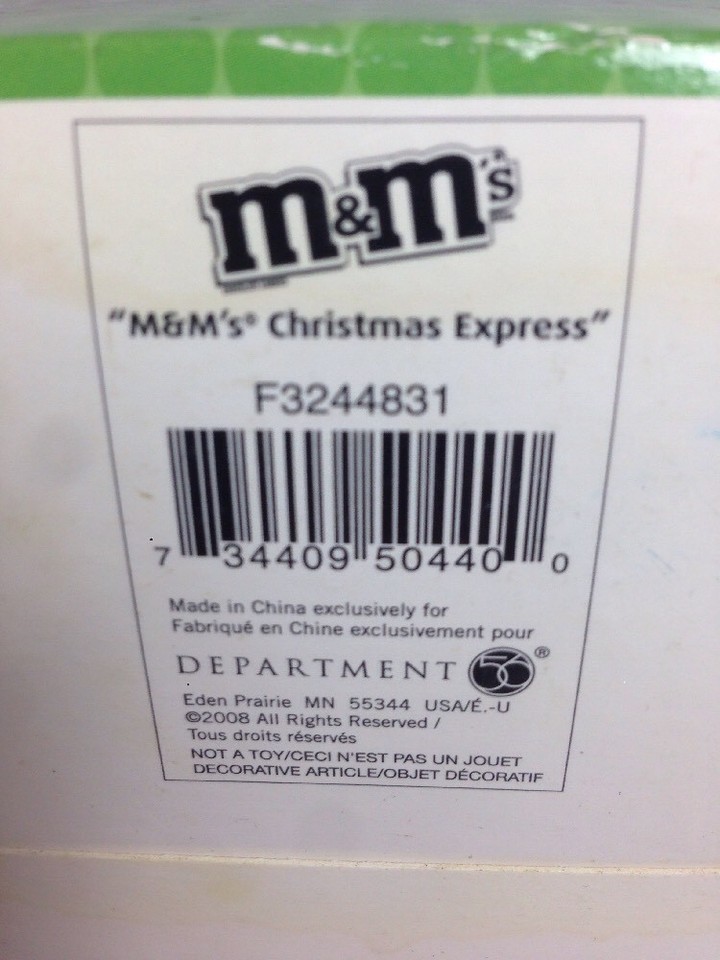 m&m's
"M&M's® Christmas Express"
F3244831
7 34409 50440 0
Made in China exclusively for
Fabriqué en Chine exclusivement pour
DEPARTMENT 56®
Eden Prairie MN 55344 USA/É.-U
©2008 All Rights Reserved /
Tous droits réservés
NOT A TOY/CECI N'EST PAS UN JOUET
DECORATIVE ARTICLE/OBJET DÉCORATIF